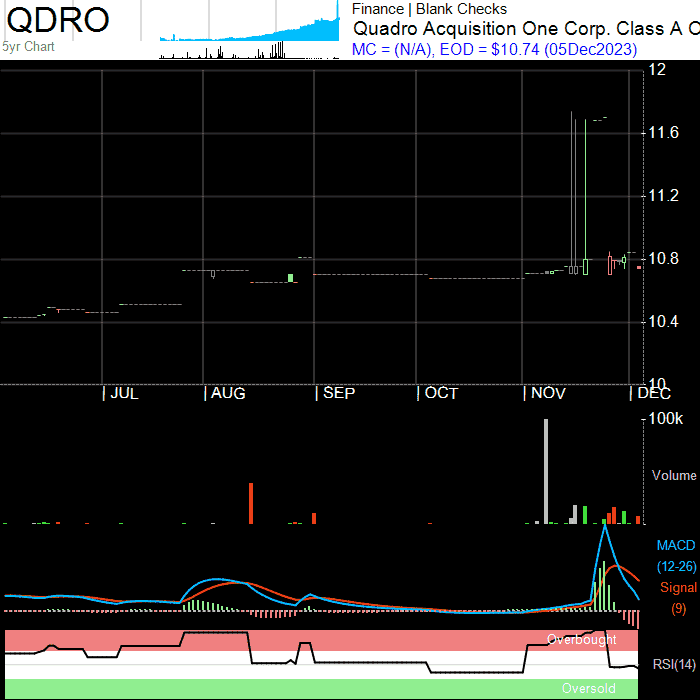 QDRO
5yr Chart
Finance | Blank Checks
Quadro Acquisition One Corp. Class A O
MC = (N/A), EOD = $10.74 (05Dec2023)
12
11.6
11.2
10.8
10.4
10
| JUL | AUG | SEP | OCT | NOV | DEC
100k
Volume
MACD
(12-26)
Signal
(9)
Overbought
RSI(14)
Oversold